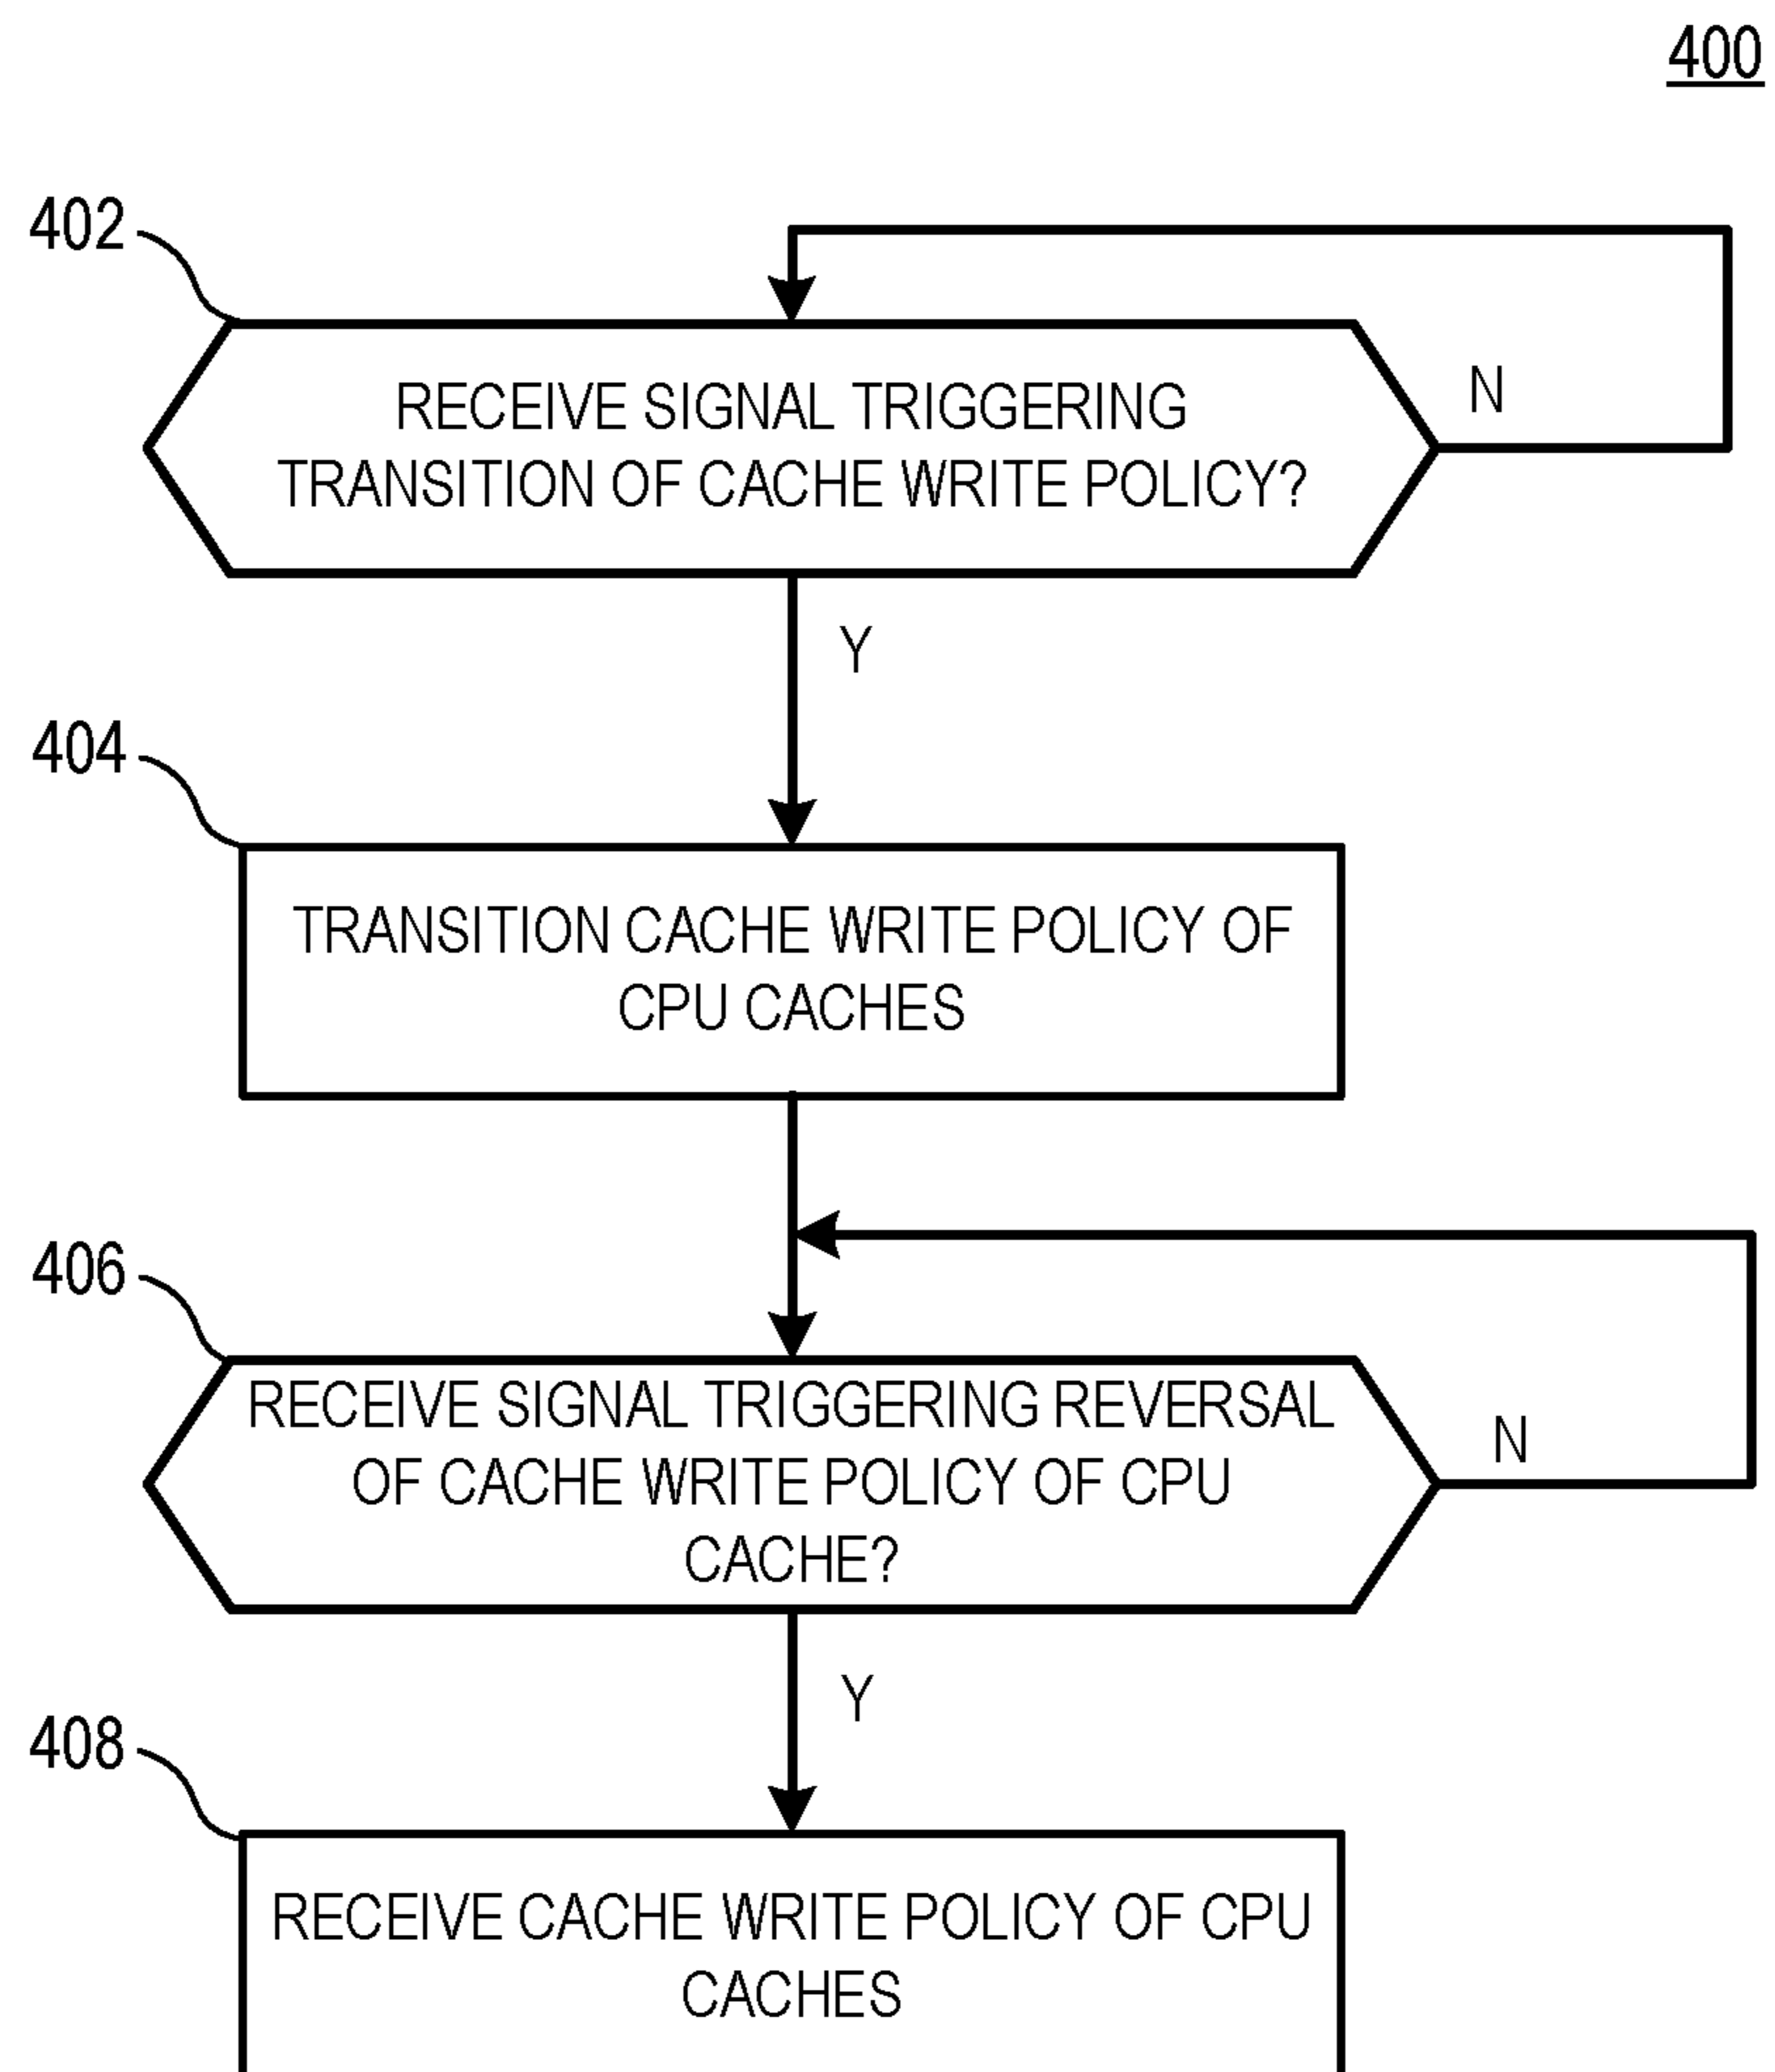 400
402
RECEIVE SIGNAL TRIGGERING
TRANSITION OF CACHE WRITE POLICY?
N
Y
404
TRANSITION CACHE WRITE POLICY OF
CPU CACHES
406
RECEIVE SIGNAL TRIGGERING REVERSAL
OF CACHE WRITE POLICY OF CPU
CACHE?
N
Y
408
RECEIVE CACHE WRITE POLICY OF CPU
CACHES